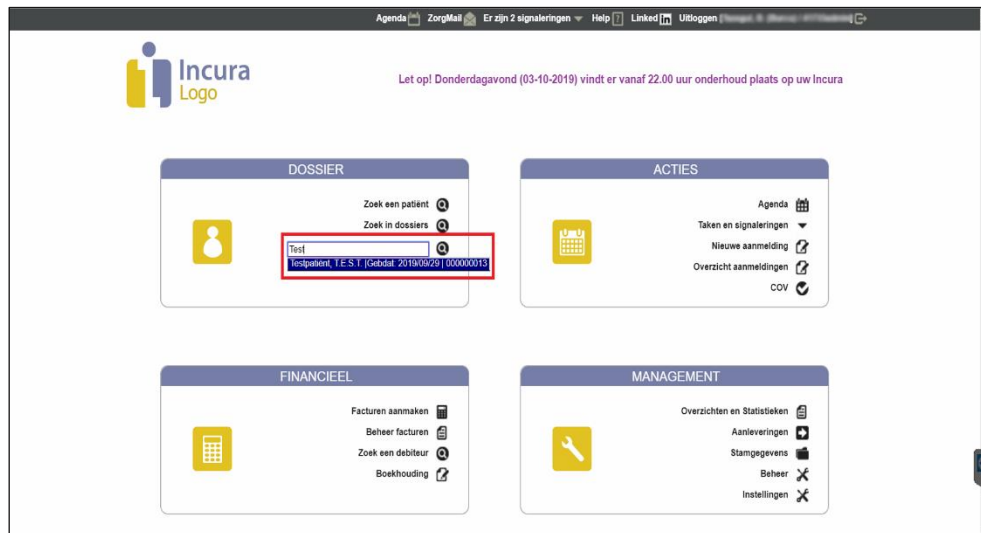 Agenda ZorgMail Er zijn 2 signaleringen Help ? Linked in Uitloggen
Incura
Logo
Let op! Donderdagavond (03-10-2019) vindt er vanaf 22.00 uur onderhoud plaats op uw Incura
DOSSIER
Zoek een patiënt
Zoek in dossiers
Test
Testpatiënt, T.E.S.T. |Gebdat: 2019/09/29 | 000000013
ACTIES
Agenda
Taken en signaleringen
Nieuwe aanmelding
Overzicht aanmeldingen
COV
FINANCIEEL
Facturen aanmaken
Beheer facturen
Zoek een debiteur
Boekhouding
MANAGEMENT
Overzichten en Statistieken
Aanleveringen
Stamgegevens
Beheer
Instellingen